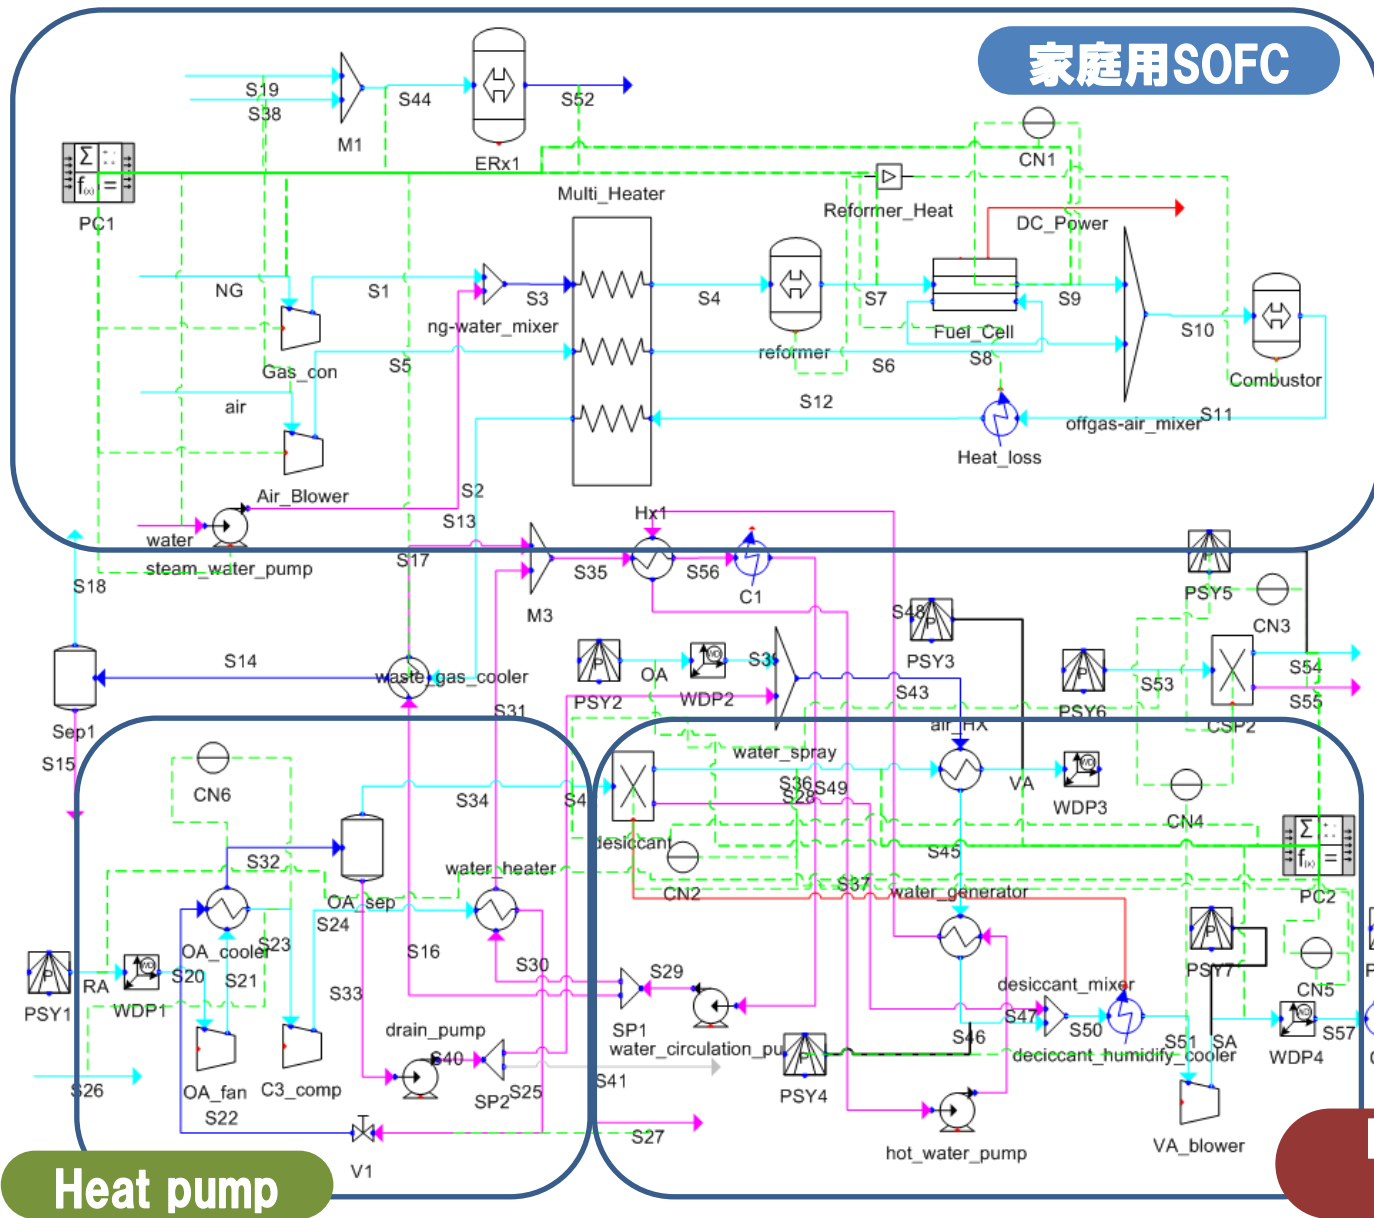 家庭用SOFC
S19
S38
M1
S44
ERx1
S52
CN1
PC1
Multi_Heater
Reformer_Heat
DC_Power
NG
S1
ng-water_mixer
S3
S4
reformer
S7
Fuel_Cell
S9
S10
Combustor
Gas_con
S5
S6
S8
S12
air
Heat_loss
offgas-air_mixer
S11
Air_Blower
S2
S13
water
steam_water_pump
S17
Hx1
S35
S56
C1
M3
S18
PSY5
CN3
S48
PSY3
S14
waste_gas_cooler
PSY2
OA
WDP2
S39
S43
PSY6
S53
CSP2
S54
S55
Sep1
S31
air_HX
S15
water_spray
CN6
S34
S36
S28
S49
VA
WDP3
CN4
desiccant
S32
water_heater
CN2
S45
S37
water_generator
PC2
OA_sep
OA_cooler
S23
S24
S16
S30
S29
PSY7
CN5
PSY1
RA
WDP1
S20
S21
S33
SP1
desiccant_mixer
S47
S46
S50
S51
SA
WDP4
S57
drain_pump
S40
water_circulation_pu
deciccant_humidify_cooler
OA_fan
C3_comp
SP2
S25
S41
PSY4
S26
S22
V1
S27
hot_water_pump
VA_blower
Heat pump